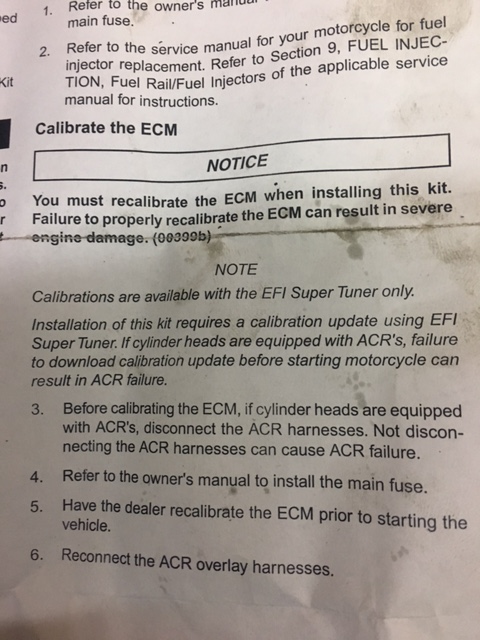 1. Refer to the owner's manual
main fuse.
2. Refer to the service manual for your motorcycle for fuel
injector replacement. Refer to Section 9, FUEL INJEC-
TION, Fuel Rail/Fuel Injectors of the applicable service
manual for instructions.
Kit
Calibrate the ECM
NOTICE
You must recalibrate the ECM when installing this kit.
Failure to properly recalibrate the ECM can result in severe
engine damage. (00399b)
NOTE
Calibrations are available with the EFI Super Tuner only.
Installation of this kit requires a calibration update using EFI
Super Tuner. If cylinder heads are equipped with ACR's, failure
to download calibration update before starting motorcycle can
result in ACR failure.
3. Before calibrating the ECM, if cylinder heads are equipped
with ACR's, disconnect the ACR harnesses. Not discon-
necting the ACR harnesses can cause ACR failure.
4. Refer to the owner's manual to install the main fuse.
5. Have the dealer recalibrate the ECM prior to starting the
vehicle.
6. Reconnect the ACR overlay harnesses.